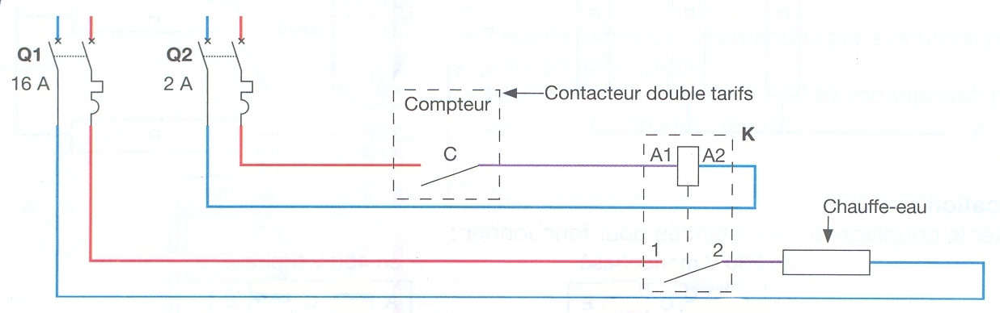 Q1
16 A
Q2
2 A
Compteur
Contacteur double tarifs
C
K
A1
A2
Chauffe-eau
1
2